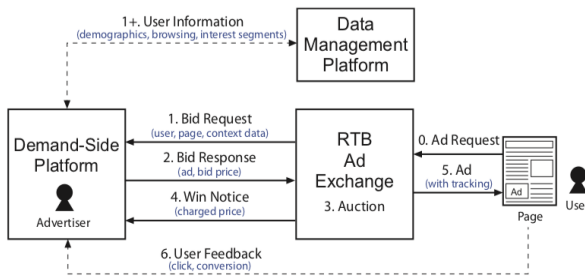 1+. User Information
(demographics, browsing, interest segments)
Data
Management
Platform
Demand-Side
Platform
Advertiser
1. Bid Request
(user, page, context data)
2. Bid Response
(ad, bid price)
4. Win Notice
(charged price)
RTB
Ad
Exchange
3. Auction
0. Ad Request
5. Ad
(with tracking)
Ad
Page
Use
6. User Feedback
(click, conversion)